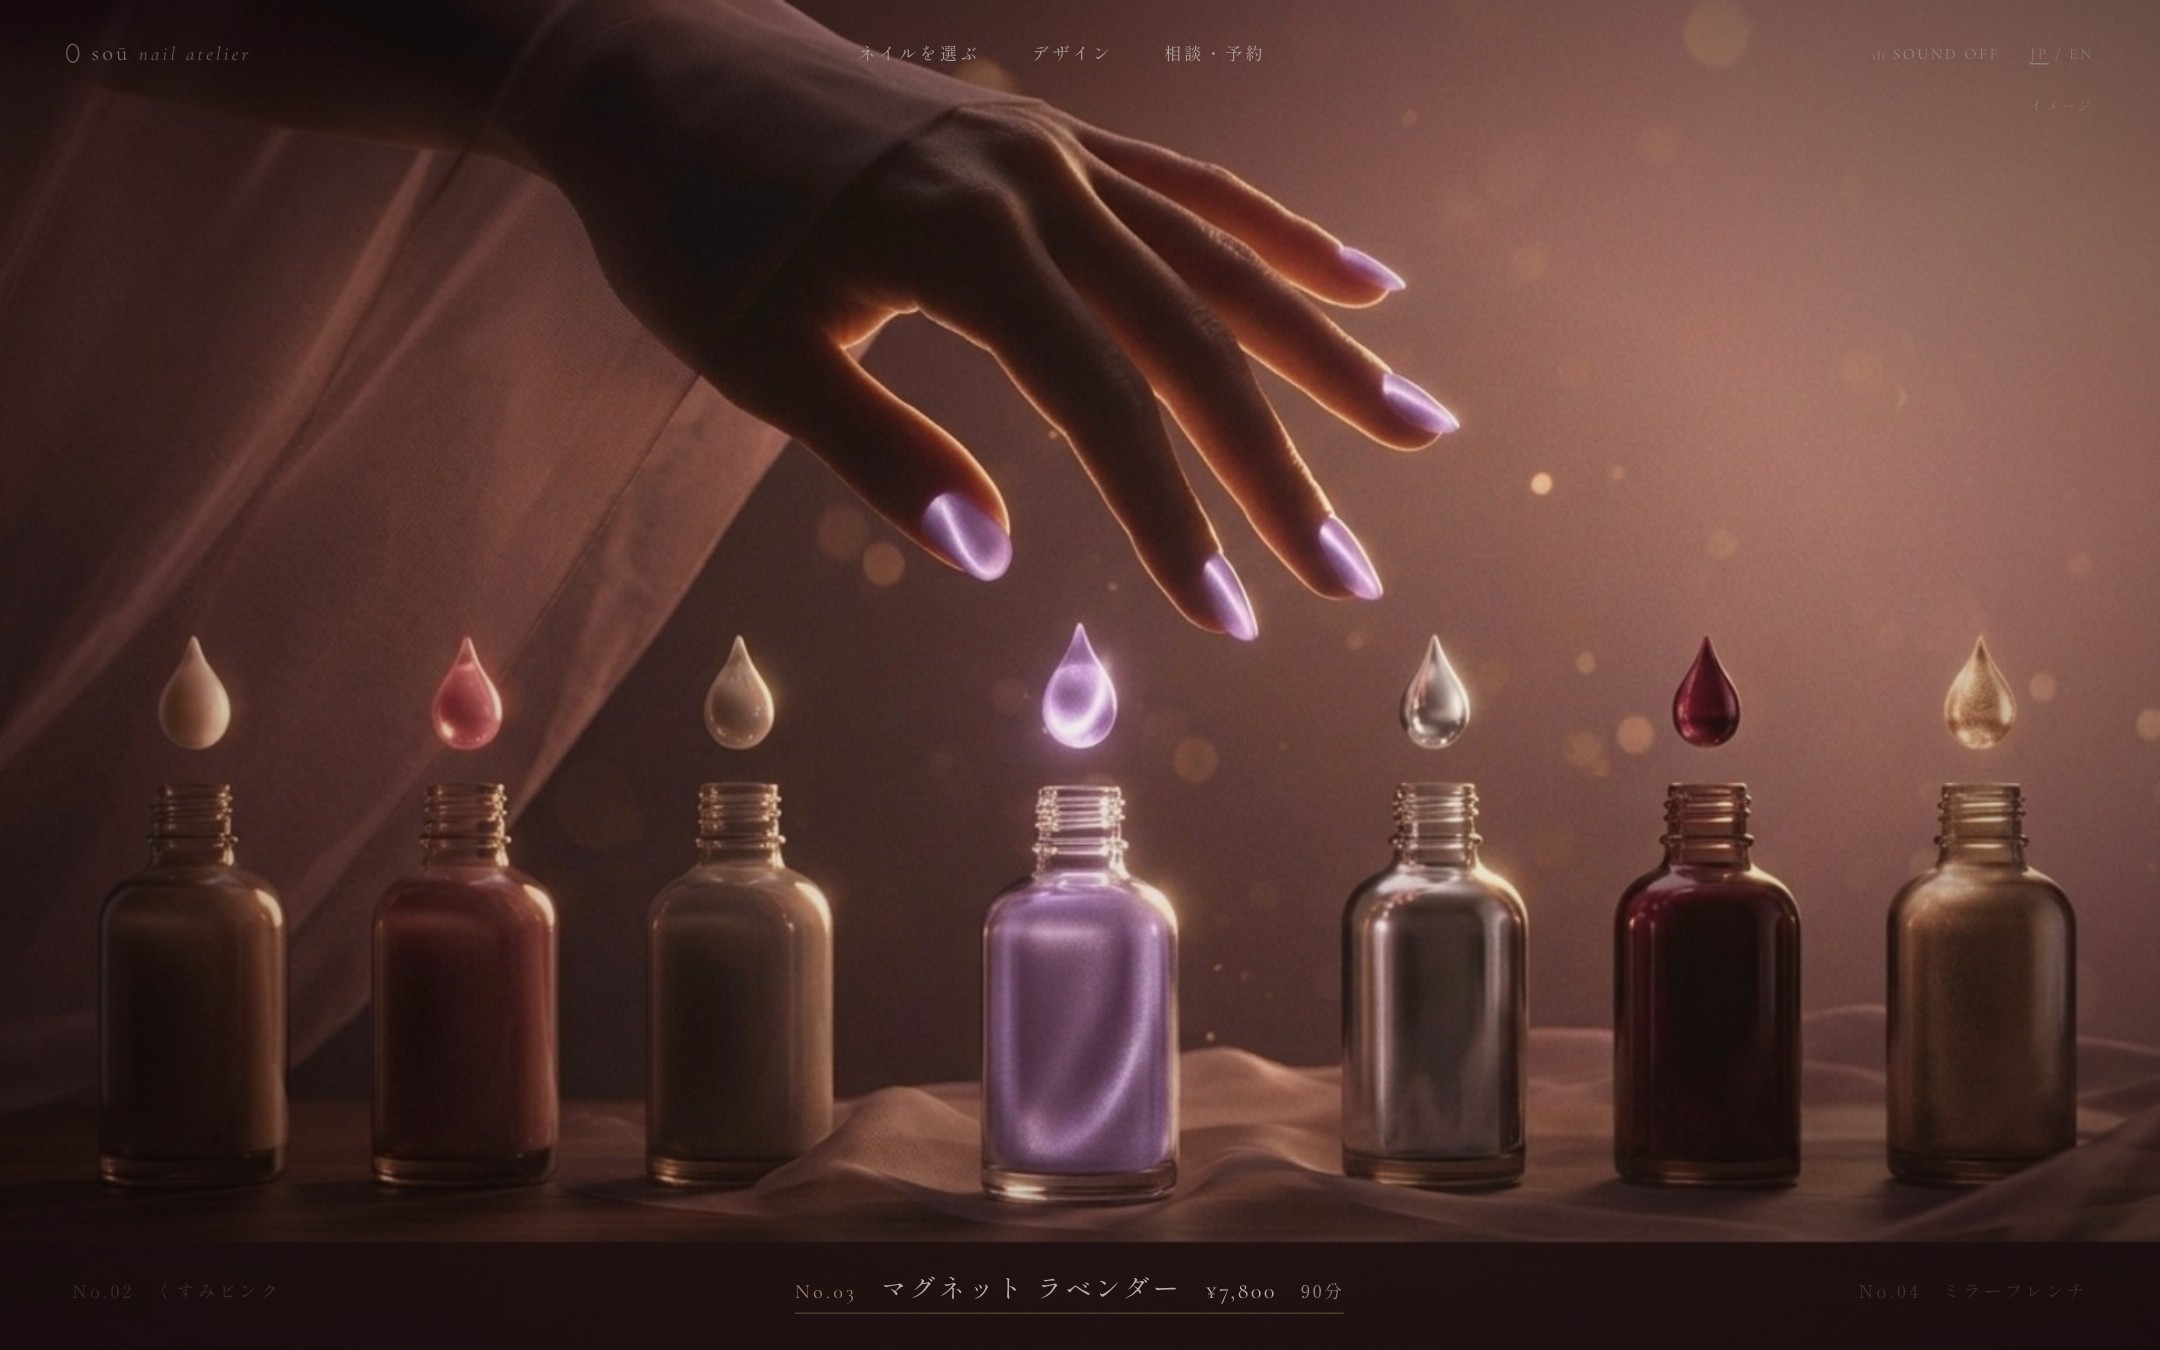 soū nail atelier
ネイルを選ぶ デザイン 相談・予約
SOUND OFF JP / EN
イメージ
No.02 くすみピンク
No.03 マグネット ラベンダー ¥7,800 90分
No.04 ミラーフレンチ